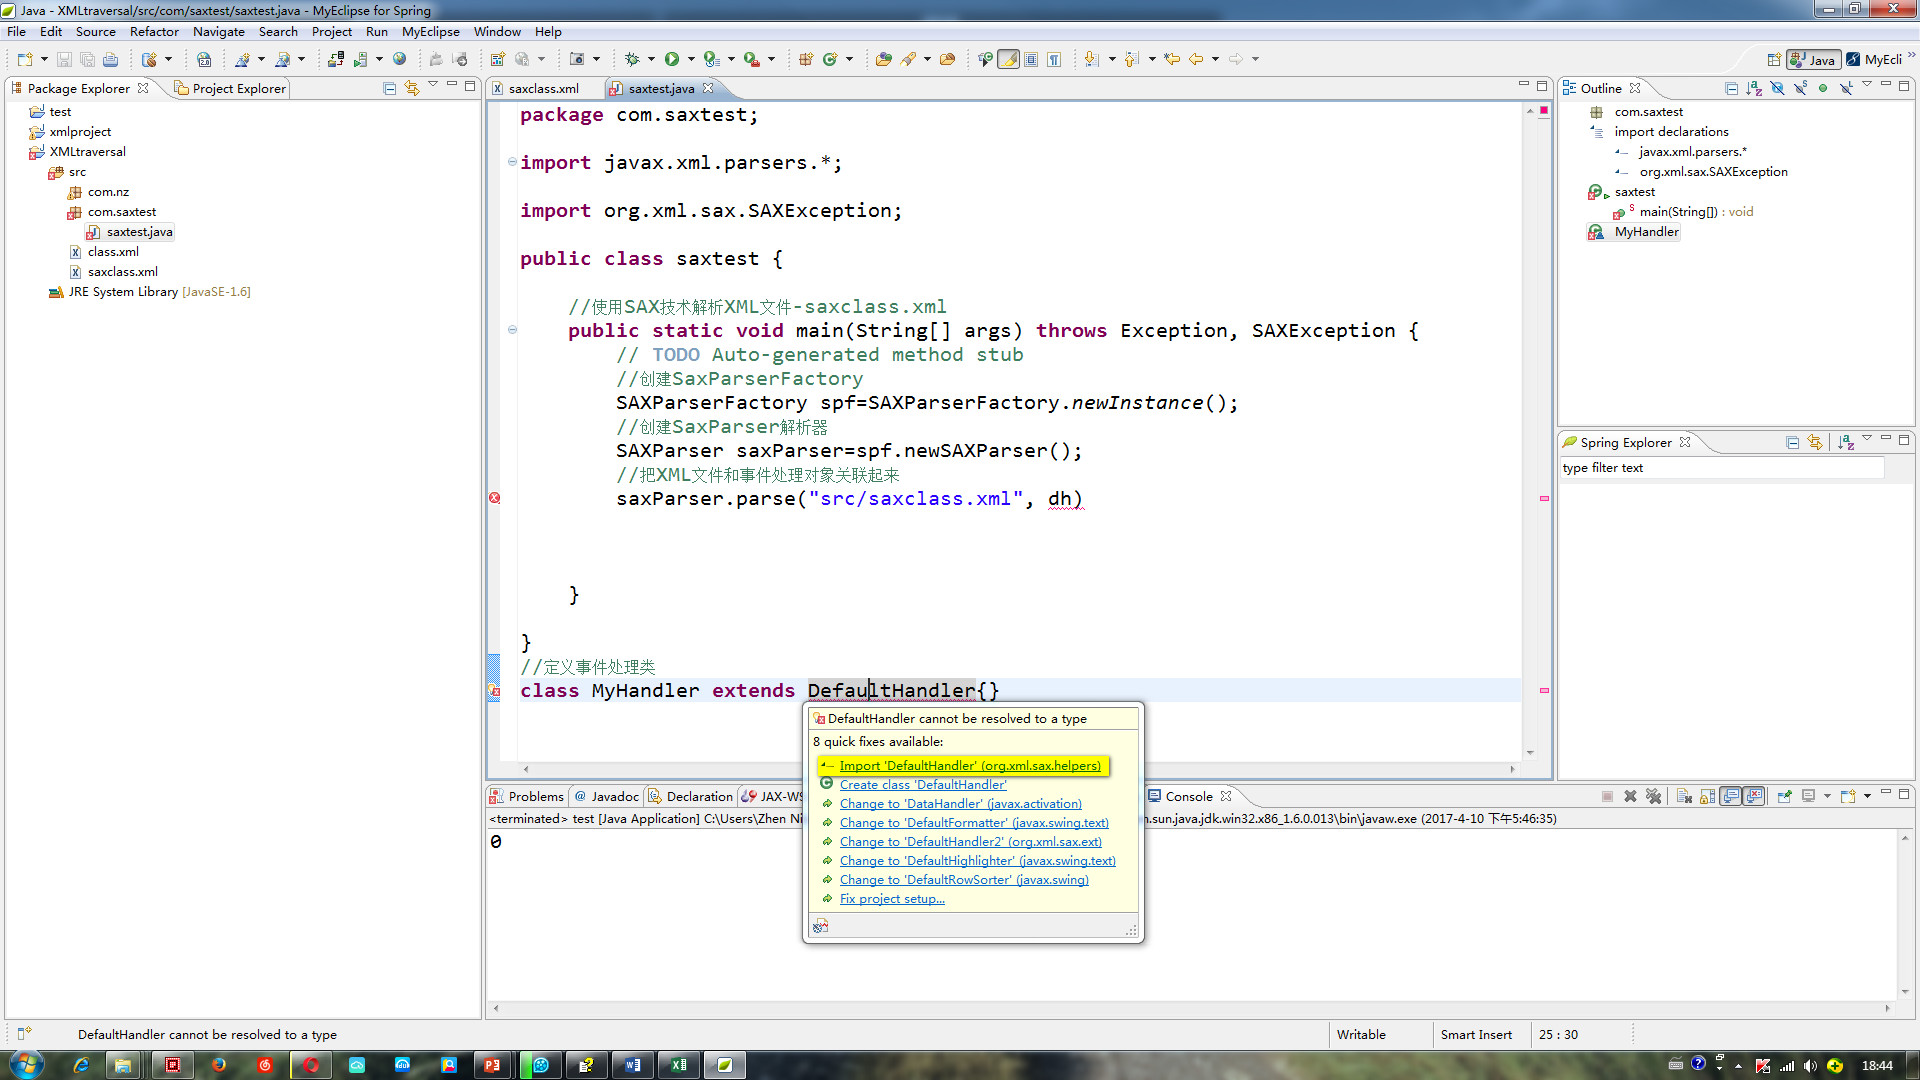 Java - XMLtraversal/src/com/saxtest/saxtest.java - MyEclipse for Spring
File Edit Source Refactor Navigate Search Project Run MyEclipse Window Help
Java
MyEcli
Package Explorer
Project Explorer
test
xmlproject
XMLtraversal
src
com.nz
com.saxtest
saxtest.java
class.xml
saxclass.xml
JRE System Library [JavaSE-1.6]
saxclass.xml
saxtest.java
package com.saxtest;
import javax.xml.parsers.*;
import org.xml.sax.SAXException;
public class saxtest {
//使用SAX技术解析XML文件-saxclass.xml
public static void main(String[] args) throws Exception, SAXException {
// TODO Auto-generated method stub
//创建SaxParserFactory
SAXParserFactory spf=SAXParserFactory.newInstance();
//创建SaxParser解析器
SAXParser saxParser=spf.newSAXParser();
//把XML文件和事件处理对象关联起来
saxParser.parse("src/saxclass.xml", dh)
}
}
//定义事件处理类
class MyHandler extends DefaultHandler{}
DefaultHandler cannot be resolved to a type
8 quick fixes available:
Import 'DefaultHandler' (org.xml.sax.helpers)
Create class 'DefaultHandler'
Change to 'DataHandler' (javax.activation)
Change to 'DefaultFormatter' (javax.swing.text)
Change to 'DefaultHandler2' (org.xml.sax.ext)
Change to 'DefaultHighlighter' (javax.swing.text)
Change to 'DefaultRowSorter' (javax.swing)
Fix project setup...
Outline
com.saxtest
import declarations
javax.xml.parsers.*
org.xml.sax.SAXException
saxtest
main(String[]) : void
MyHandler
Spring Explorer
type filter text
Problems
Javadoc
Declaration
JAX-WS
Console
<terminated> test [Java Application] C:\Users\Zhen Ni
n.sun.java.jdk.win32.x86_1.6.0.013\bin\javaw.exe (2017-4-10 下午5:46:35)
0
DefaultHandler cannot be resolved to a type
Writable
Smart Insert
25 : 30
18:44